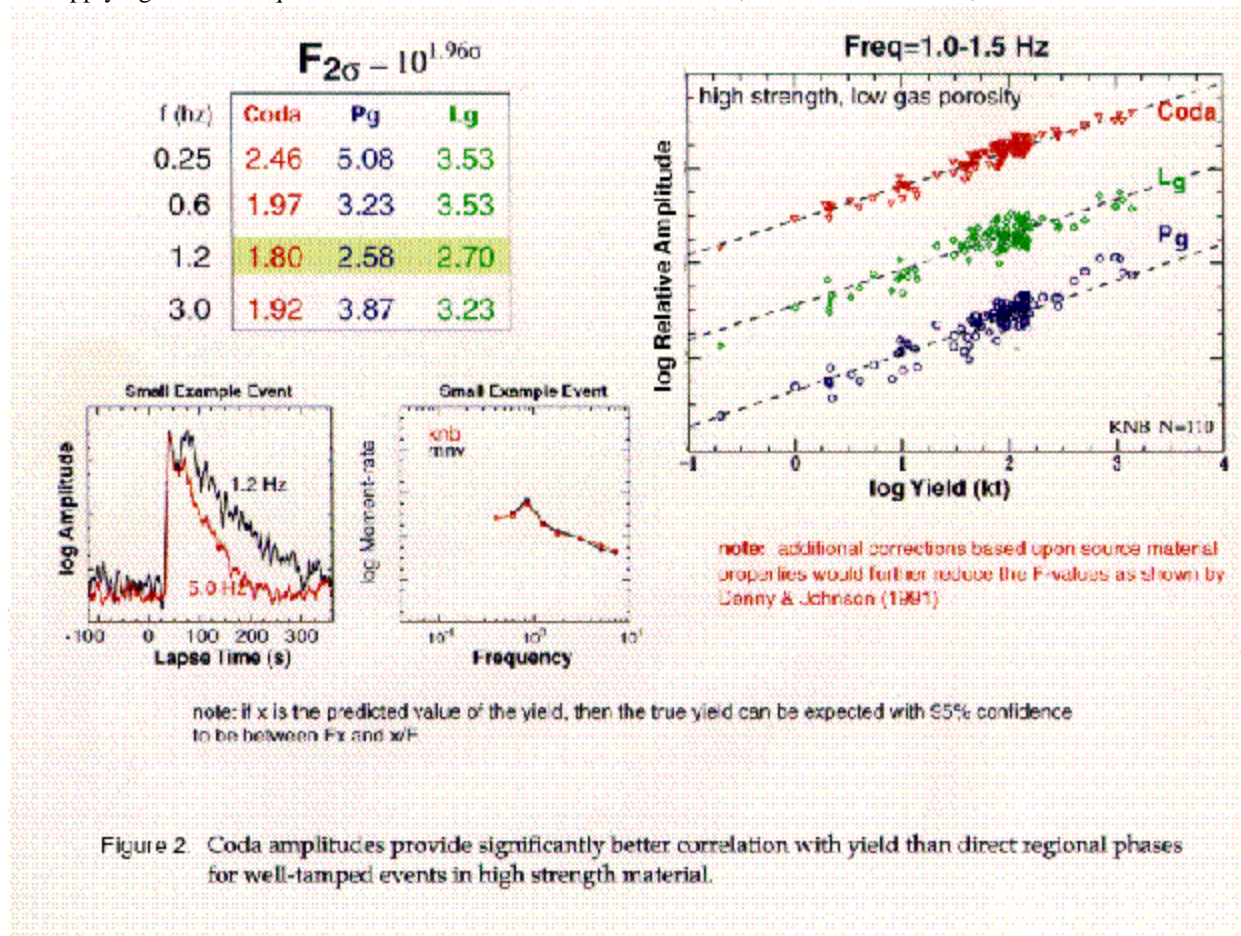 F2σ – 10^1.96σ
f (hz) Coda Pg Lg
0.25 2.46 5.08 3.53
0.6 1.97 3.23 3.53
1.2 1.80 2.58 2.70
3.0 1.92 3.87 3.23
Freq=1.0-1.5 Hz
high strength, low gas porosity
Coda
Lg
Pg
KNB N=110
log Relative Amplitude
-1 0 1 2 3 4
log Yield (kt)
Small Example Event
log Amplitude
1.2 Hz
5.0 Hz
-100 0 100 200 300
Lapse Time (s)
Small Example Event
log Moment-rate
knb
mnv
10⁰ 10¹
Frequency
note: additional corrections based upon source material
properties would further reduce the F-values as shown by
Denny & Johnson (1991)
note: if x is the predicted value of the yield, then the true yield can be expected with 95% confidence
to be between Fx and x/F
Figure 2. Coda amplitudes provide significantly better correlation with yield than direct regional phases
for well-tamped events in high strength material.